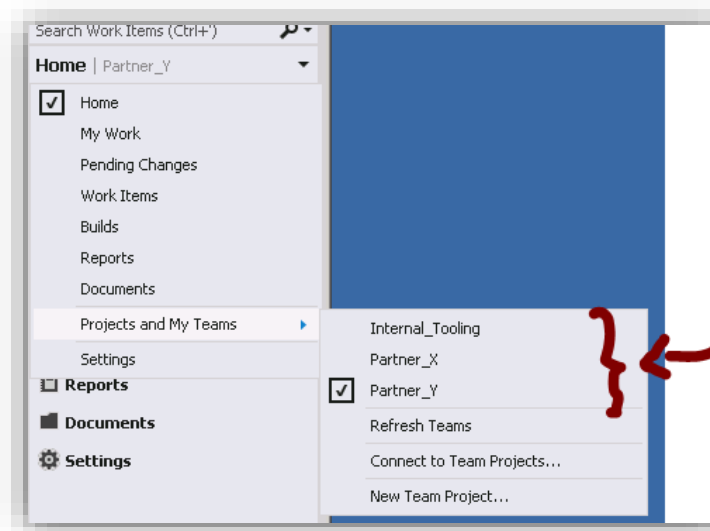 Search Work Items (Ctrl+')
Home | Partner_Y
Home
My Work
Pending Changes
Work Items
Builds
Reports
Documents
Projects and My Teams
Settings
Internal_Tooling
Partner_X
Partner_Y
Refresh Teams
Connect to Team Projects...
New Team Project...
Reports
Documents
Settings